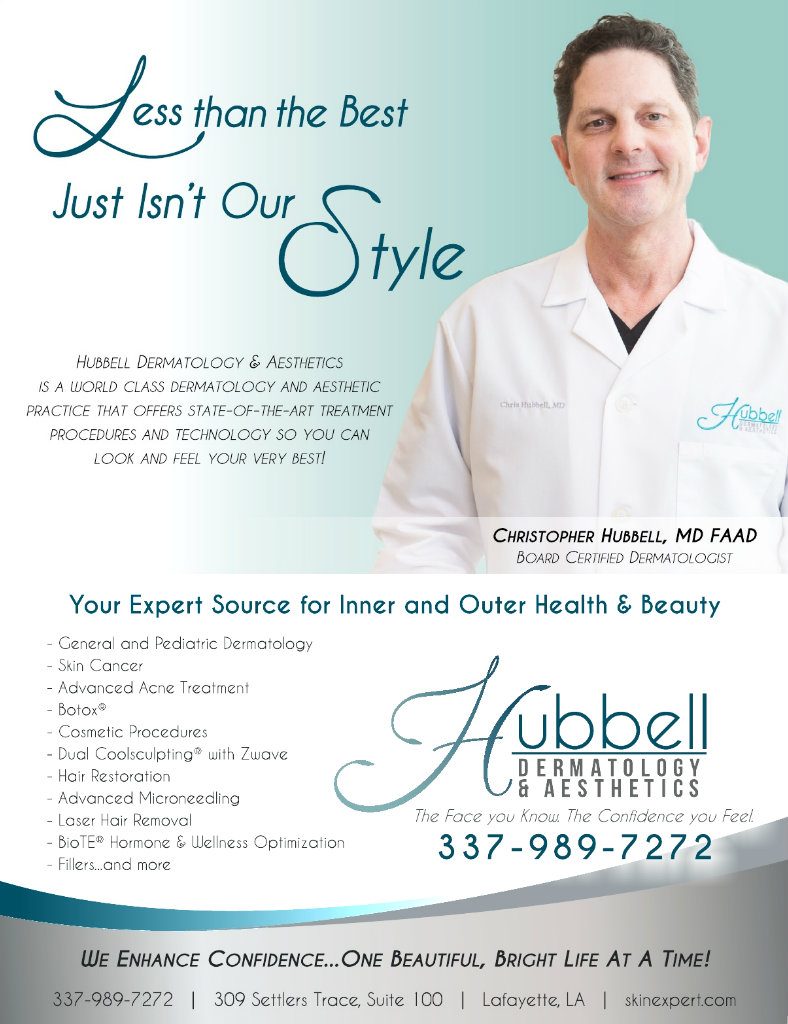 Less than the Best
Just Isn't Our
Style
Hubbell Dermatology & Aesthetics
is a world class dermatology and aesthetic
practice that offers state-of-the-art treatment
procedures and technology so you can
look and feel your very best!
Chris Hubbell, MD
Hubbell
DERMATOLOGY
& AESTHETICS
Christopher Hubbell, MD FAAD
Board Certified Dermatologist
Your Expert Source for Inner and Outer Health & Beauty
- General and Pediatric Dermatology
- Skin Cancer
- Advanced Acne Treatment
- Botox®
- Cosmetic Procedures
- Dual Coolsculpting® with Zwave
- Hair Restoration
- Advanced Microneedling
- Laser Hair Removal
- BioTE® Hormone & Wellness Optimization
- Fillers...and more
Hubbell
DERMATOLOGY
& AESTHETICS
The Face you Know. The Confidence you Feel.
337-989-7272
We Enhance Confidence...One Beautiful, Bright Life At A Time!
337-989-7272 | 309 Settlers Trace, Suite 100 | Lafayette, LA | skinexpert.com